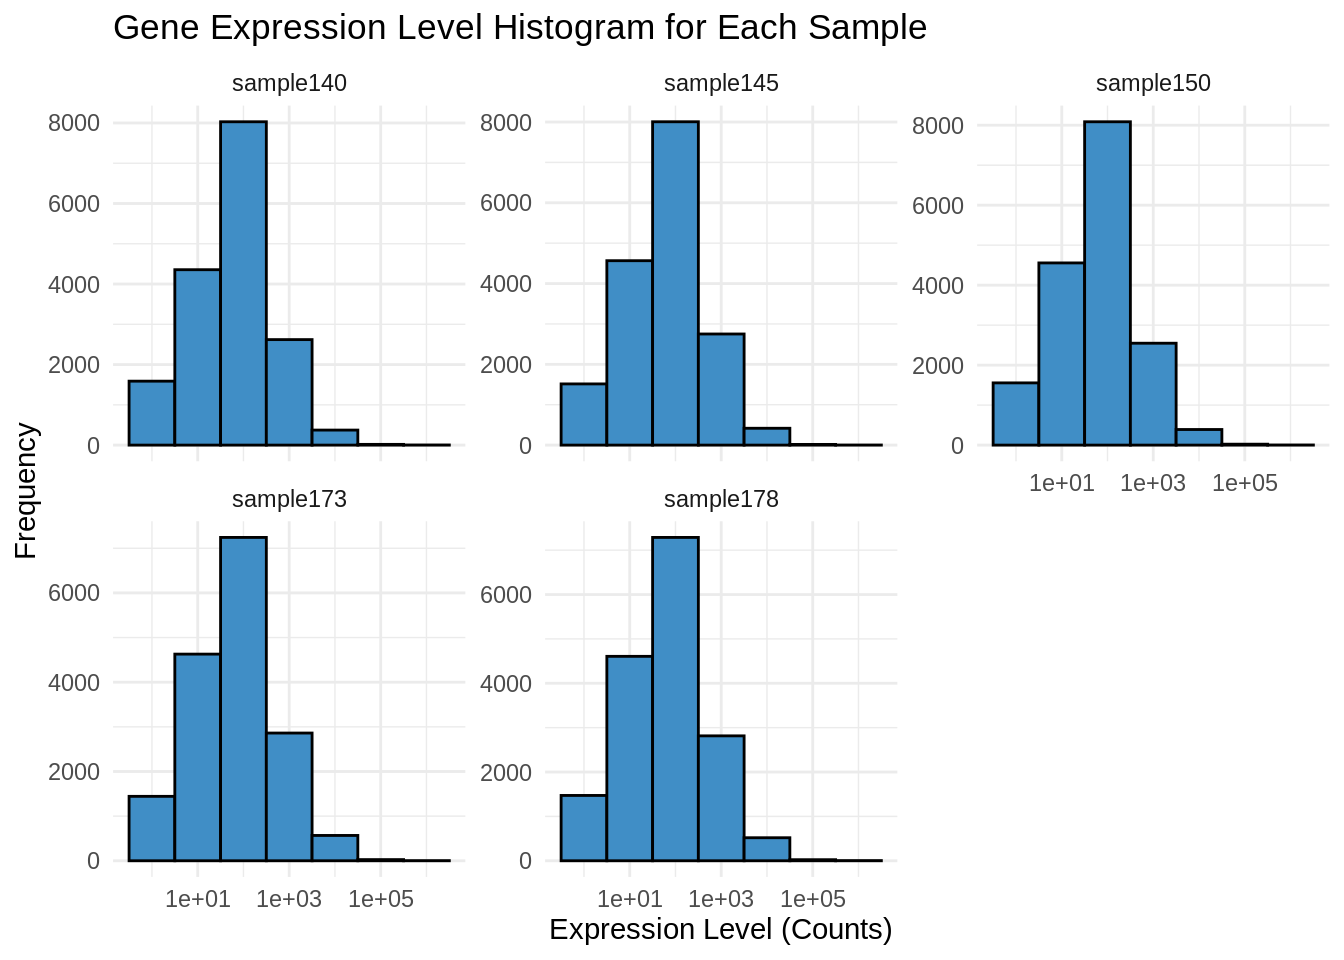 Gene Expression Level Histogram for Each Sample
sample140
sample145
sample150
8000
6000
4000
2000
0
8000
6000
4000
2000
0
8000
6000
4000
2000
0
1e+01 1e+03 1e+05
Frequency
sample173
sample178
6000
4000
2000
0
6000
4000
2000
0
1e+01 1e+03 1e+05
1e+01 1e+03 1e+05
Expression Level (Counts)